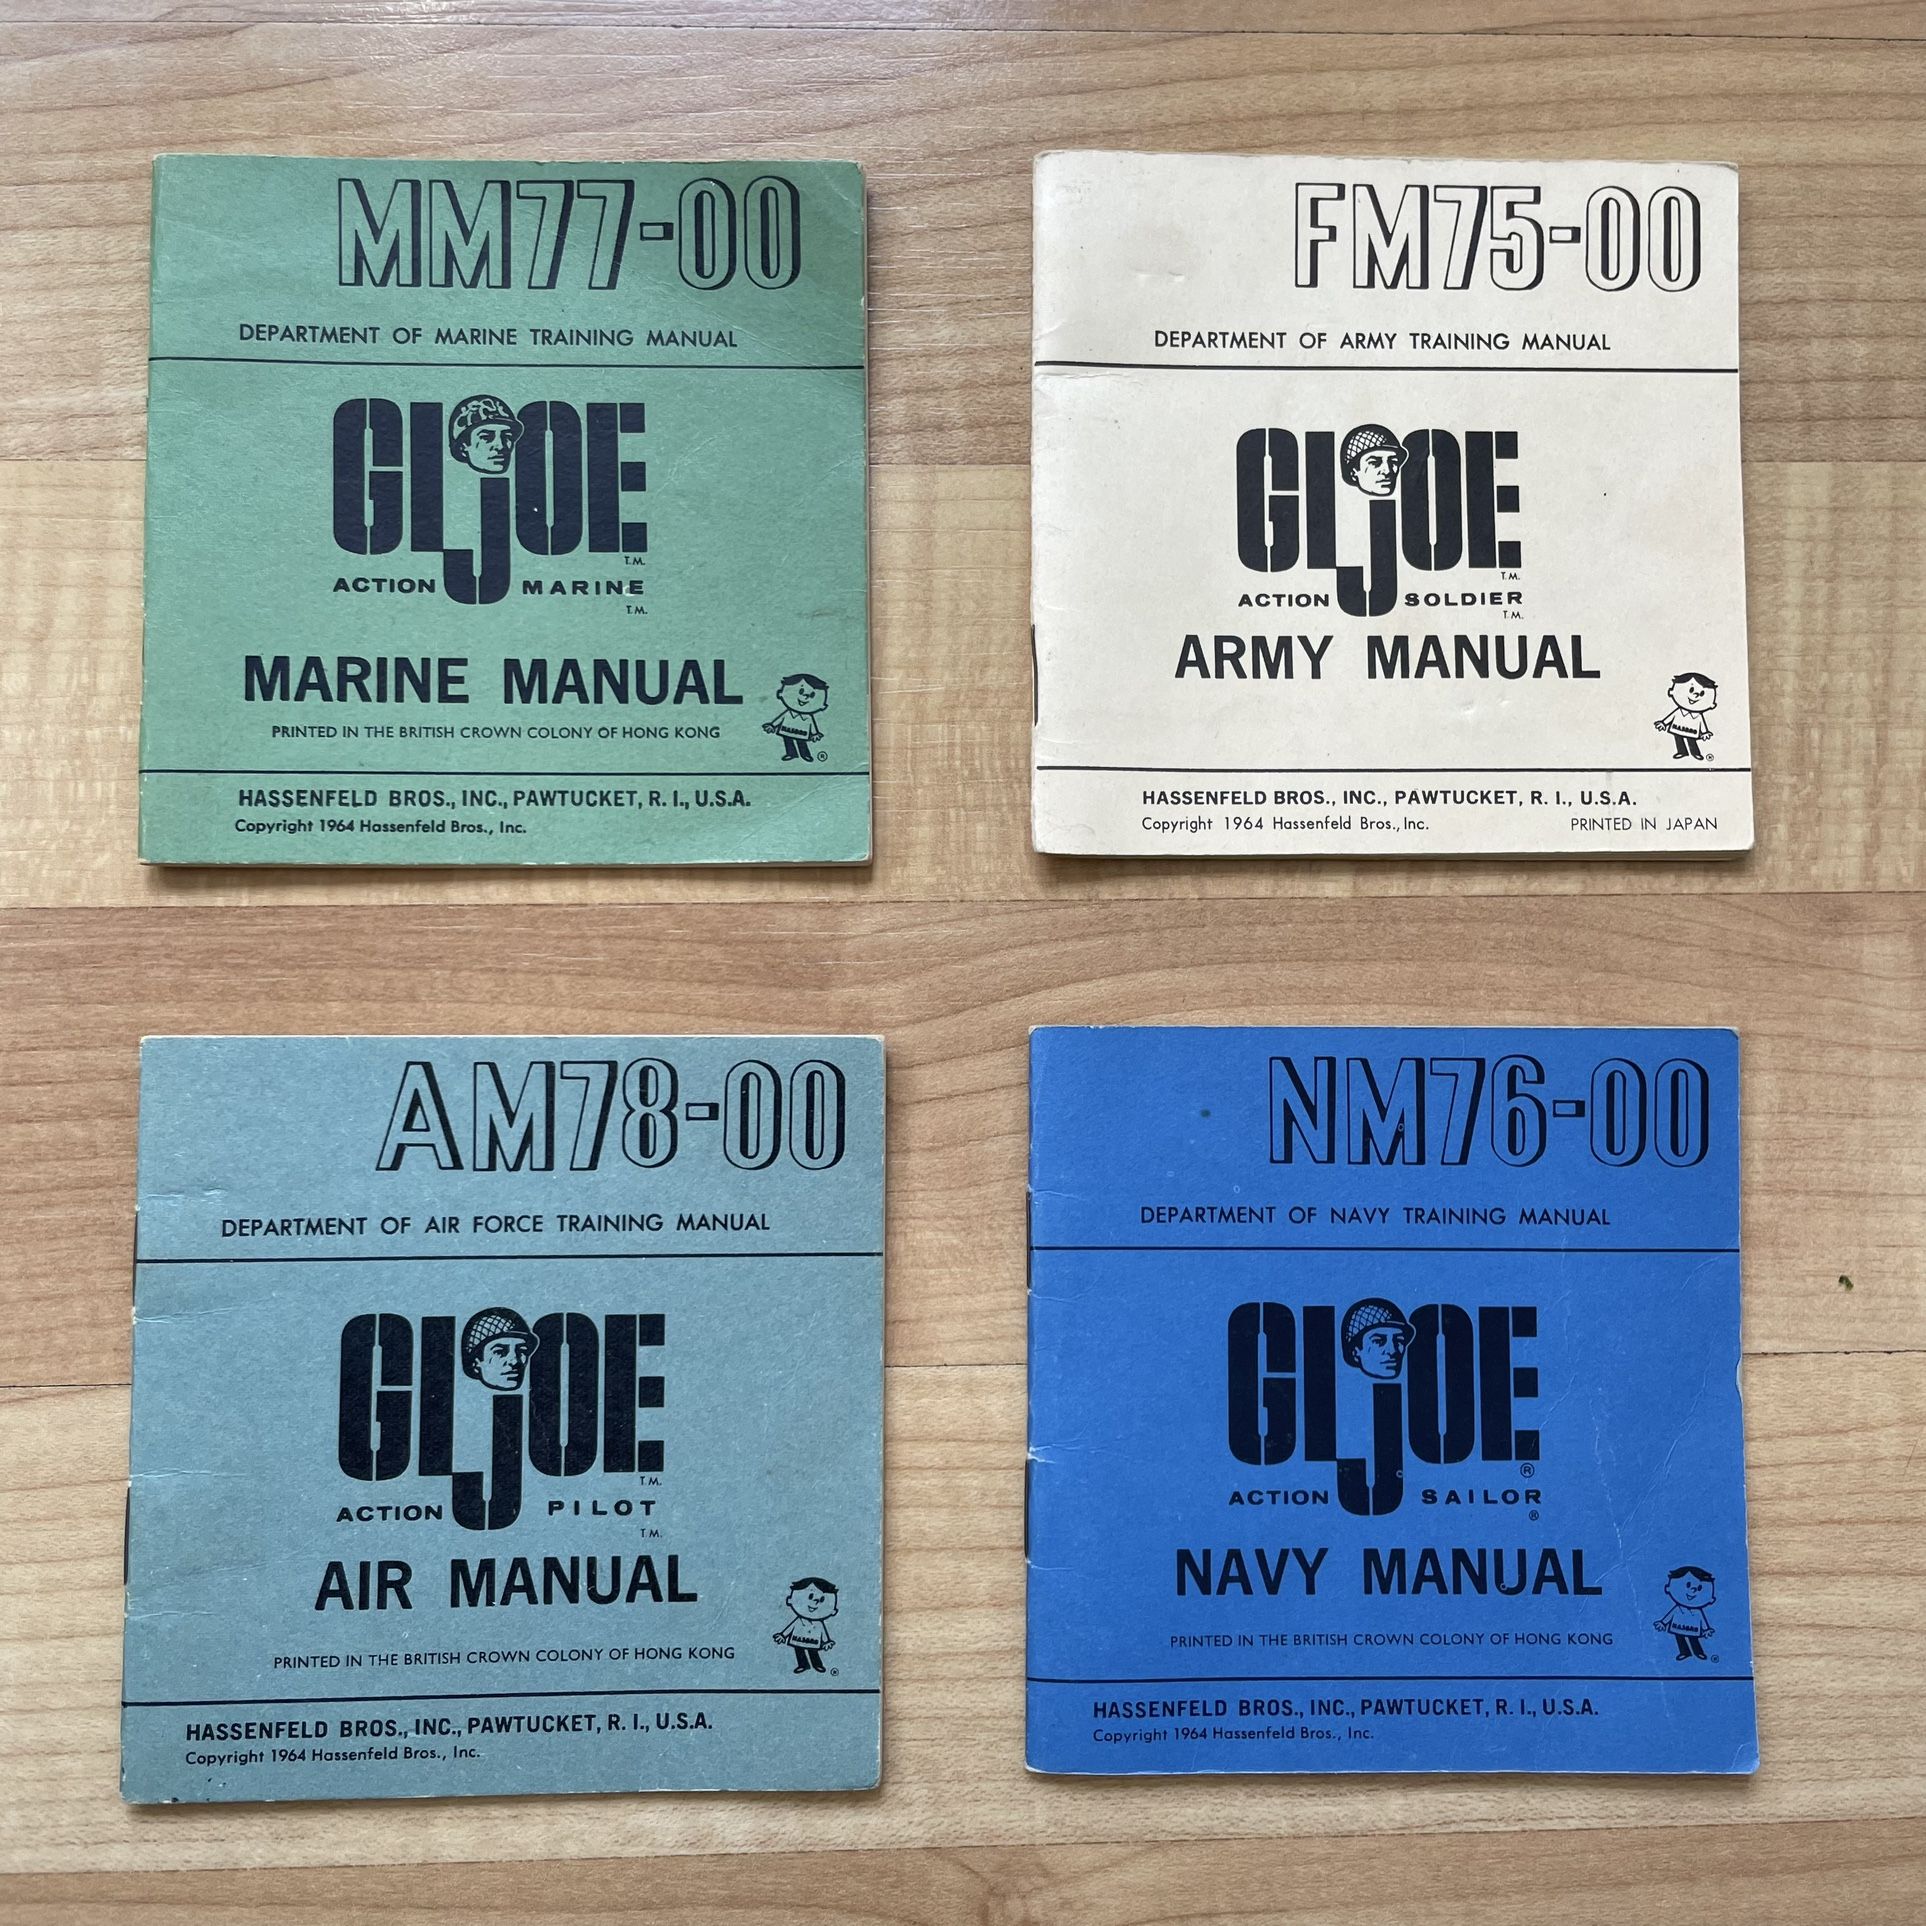 MM77-00
DEPARTMENT OF MARINE TRAINING MANUAL
GI JOE
T.M.
ACTION MARINE
T.M.
MARINE MANUAL
PRINTED IN THE BRITISH CROWN COLONY OF HONG KONG
HASBRO
®
HASSENFELD BROS., INC., PAWTUCKET, R. I., U.S.A.
Copyright 1964 Hassenfeld Bros., Inc.
FM75-00
DEPARTMENT OF ARMY TRAINING MANUAL
GI JOE
T.M.
ACTION SOLDIER
T.M.
ARMY MANUAL
HASBRO
®
HASSENFELD BROS., INC., PAWTUCKET, R. I., U.S.A.
Copyright 1964 Hassenfeld Bros., Inc. PRINTED IN JAPAN
AM78-00
DEPARTMENT OF AIR FORCE TRAINING MANUAL
GI JOE
T.M.
ACTION PILOT
T.M.
AIR MANUAL
PRINTED IN THE BRITISH CROWN COLONY OF HONG KONG
HASBRO
®
HASSENFELD BROS., INC., PAWTUCKET, R. I., U.S.A.
Copyright 1964 Hassenfeld Bros., Inc.
NM76-00
DEPARTMENT OF NAVY TRAINING MANUAL
GI JOE
®
ACTION SAILOR
®
NAVY MANUAL
PRINTED IN THE BRITISH CROWN COLONY OF HONG KONG
HASBRO
®
HASSENFELD BROS., INC., PAWTUCKET, R. I., U.S.A.
Copyright 1964 Hassenfeld Bros., Inc.